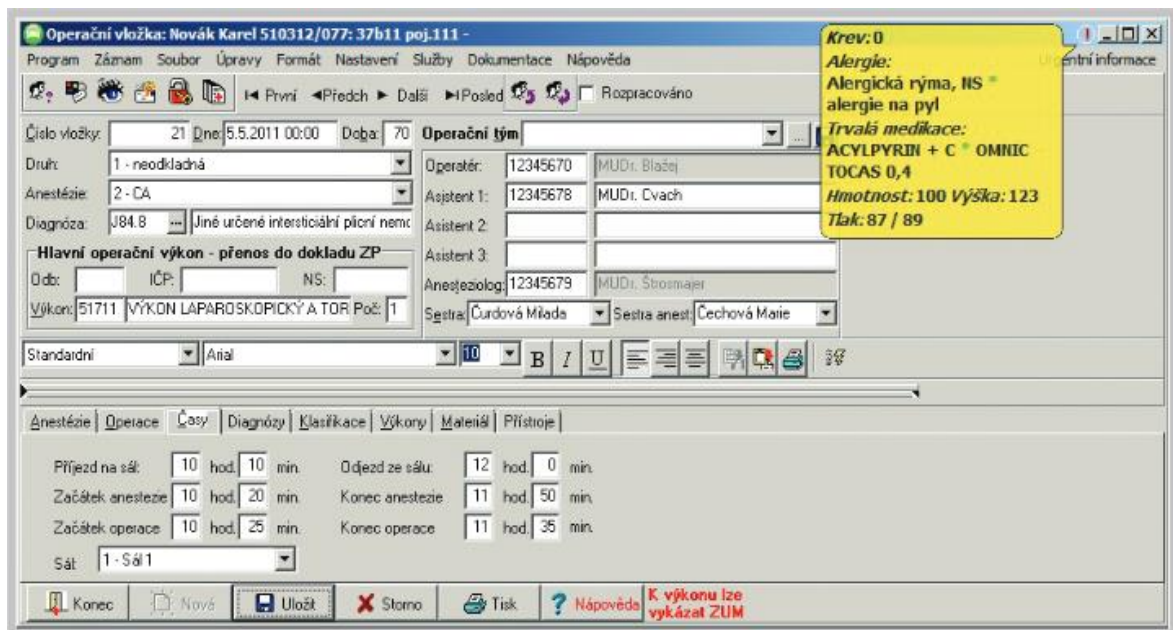 Operační vložka: Novák Karel 510312/077: 37b11 poj.111 -
Program Záznam Soubor Úpravy Formát Nastavení Služby Dokumentace Nápověda
informace
Krev: 0
Alergie:
Alergická rýma, NS *
alergie na pyl
Trvalá medikace:
ACYLPYRIN + C * OMNIC
TOCAS 0,4
Hmotnost: 100 Výška: 123
Tlak: 87 / 89
První Předch Další Posled Rozpracováno
Číslo vložky: 21 Dne: 5.5.2011 00:00 Doba: 70 Operační tým ...
Druh: 1 - neodkladná
Operatér: 12345670 MUDr. Blažej
Anestézie: 2 - CA
Asistent 1: 12345678 MUDr. Cvach
Diagnóza: J84.8 ... Jiné určené intersticiální plicní nemc
Asistent 2:
Hlavní operační výkon - přenos do dokladu ZP
Asistent 3:
Odb: IČP: NS:
Anesteziolog: 12345679 MUDr. Štrosmajer
Výkon: 51711 VÝKON LAPAROSKOPICKÝ A TOR Poč: 1
Sestra: Čurdová Milada Sestra anest: Čechová Marie
Standardní Arial 10 B I U
Anestézie Operace Časy Diagnózy Klasifikace Výkony Materiál Přístroje
Příjezd na sál: 10 hod. 10 min. Odjezd ze sálu: 12 hod. 0 min.
Začátek anestezie 10 hod. 20 min. Konec anestezie 11 hod. 50 min.
Začátek operace 10 hod. 25 min. Konec operace 11 hod. 35 min.
Sál: 1 - Sál 1
Konec Nová Uložit Storno Tisk ? Nápověda K výkonu lze
vykázat ZUM